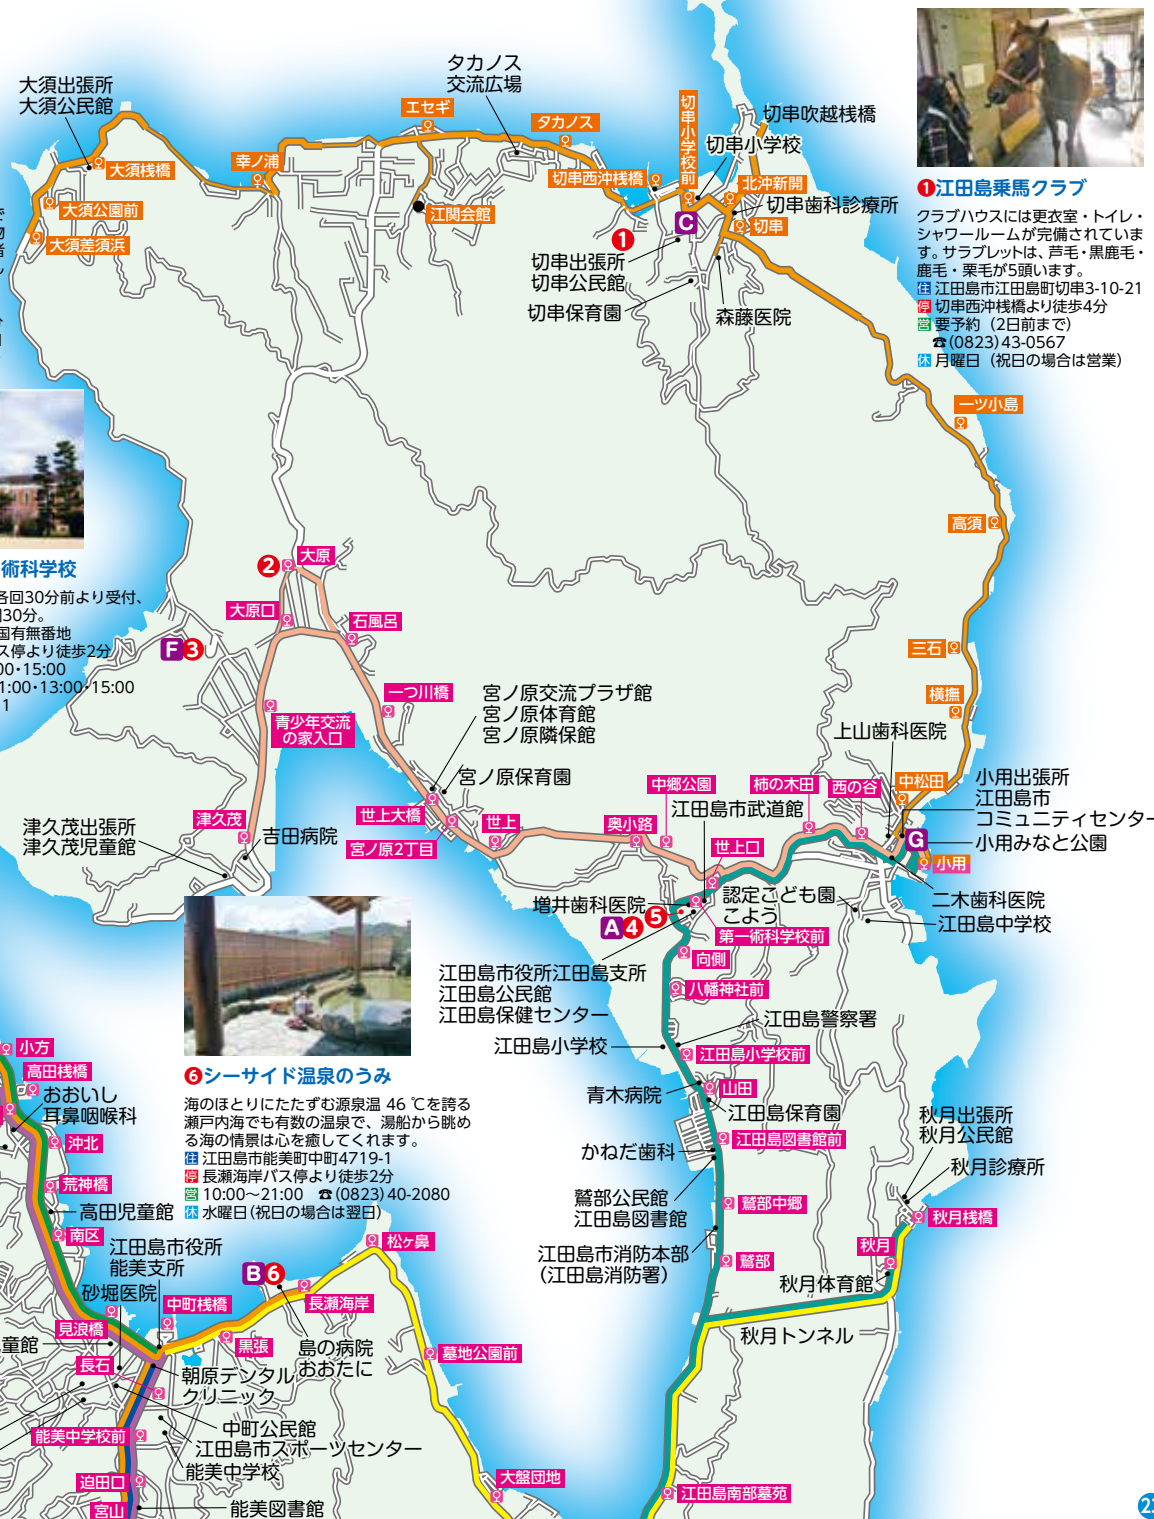 大須出張所
大須公民館
タカノス
交流広場
エセギ
タカノス
切串小学校前
切串吹越桟橋
切串小学校
大須桟橋
幸ノ浦
切串西沖桟橋
北沖新開
切串歯科診療所
大須公園前
江関会館
切串
大須差須浜
C
1
切串出張所
切串公民館
切串保育園
森藤医院
❶江田島乗馬クラブ
クラブハウスには更衣室・トイレ・
シャワールームが完備されていま
す。サラブレットは、芦毛・黒鹿毛・
鹿毛・栗毛が5頭います。
住 江田島市江田島町切串3-10-21
停 切串西沖桟橋より徒歩4分
営 要予約（2日前まで）
☎(0823)43-0567
休 月曜日（祝日の場合は営業）
一ツ小島
高須
三石
横撫
術科学校
各回30分前より受付、
回30分。
国有無番地
ス停より徒歩2分
00・15:00
1:00・13:00・15:00
1
2
大原
大原口
石風呂
F 3
一つ川橋
宮ノ原交流プラザ館
宮ノ原体育館
宮ノ原隣保館
青少年交流
の家入口
宮ノ原保育園
上山歯科医院
中松田
小用出張所
江田島市
コミュニティセンター
小用みなと公園
G
小用
中郷公園
柿の木田
西の谷
江田島市武道館
津久茂出張所
津久茂児童館
津久茂
吉田病院
世上大橋
宮ノ原2丁目
世上
奥小路
世上口
増井歯科医院
認定こども園
こよう
二木歯科医院
江田島中学校
A 4 5
第一術科学校前
向側
江田島市役所江田島支所
江田島公民館
江田島保健センター
八幡神社前
江田島警察署
江田島小学校
江田島小学校前
青木病院
山田
江田島保育園
かねだ歯科
江田島図書館前
鷲部公民館
江田島図書館
鷲部中郷
江田島市消防本部
（江田島消防署）
鷲部
秋月出張所
秋月公民館
秋月診療所
秋月桟橋
秋月
秋月体育館
秋月トンネル
江田島南部墓苑
❻シーサイド温泉のうみ
海のほとりにたたずむ源泉温 46 ℃を誇る
瀬戸内海でも有数の温泉で、湯船から眺め
る海の情景は心を癒してくれます。
住 江田島市能美町中町4719-1
停 長瀬海岸バス停より徒歩2分
営 10:00～21:00　☎(0823)40-2080
休 水曜日(祝日の場合は翌日)
小方
高田桟橋
おおいし
耳鼻咽喉科
沖北
荒神橋
高田児童館
南区
江田島市役所
能美支所
砂堀医院
中町桟橋
見浪橋
童館
長石
B 6
松ヶ鼻
長瀬海岸
黒張
島の病院
おおたに
墓地公園前
朝原デンタル
クリニック
中町公民館
江田島市スポーツセンター
能美中学校前
能美中学校
迫田口
宮山
能美図書館
大盤団地